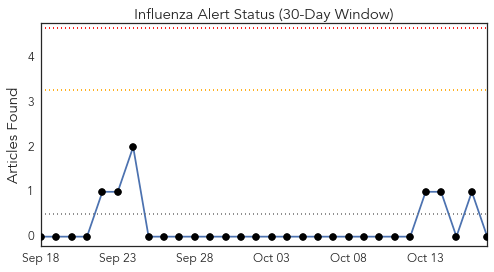 Influenza Alert Status (30-Day Window)
Articles Found
4
3
2
1
0
Sep 18 Sep 23 Sep 28 Oct 03 Oct 08 Oct 13